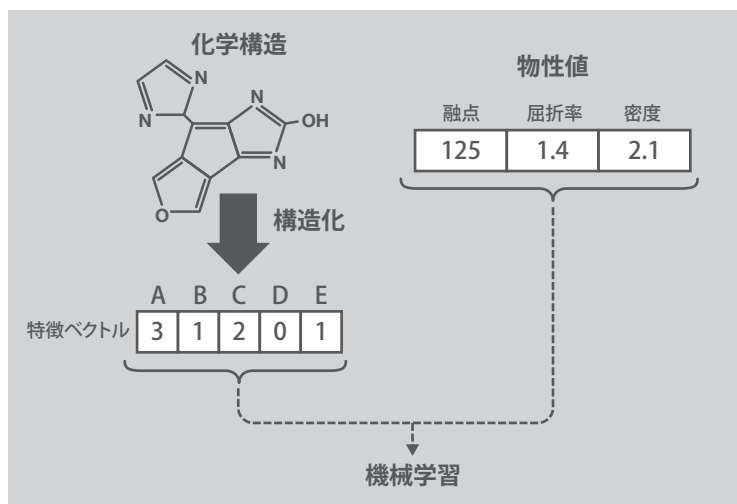 化学構造
N
N
N
OH
N
O
構造化
物性値
融点 屈折率 密度
125 1.4 2.1
A B C D E
特徴ベクトル 3 1 2 0 1
機械学習